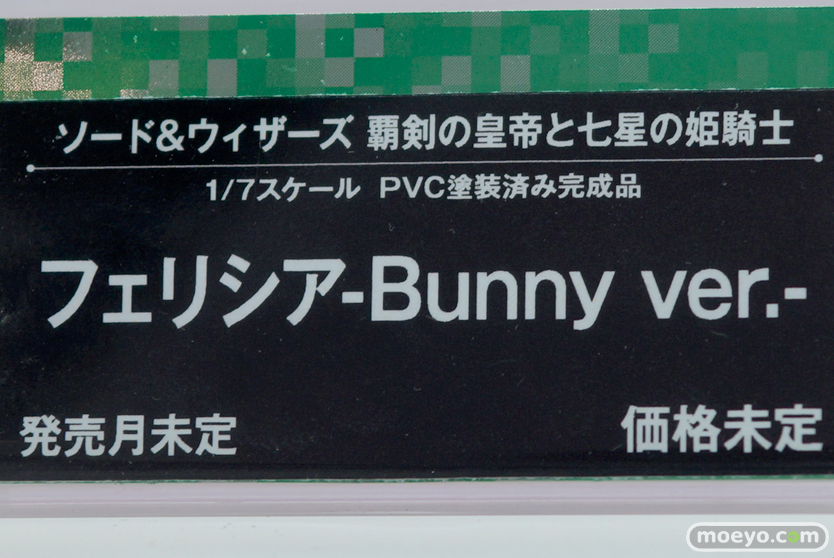 ソード&ウィザーズ 覇剣の皇帝と七星の姫騎士
1/7スケール PVC塗装済み完成品
フェリシア-Bunny ver.-
発売月未定 価格未定
moeyo.com